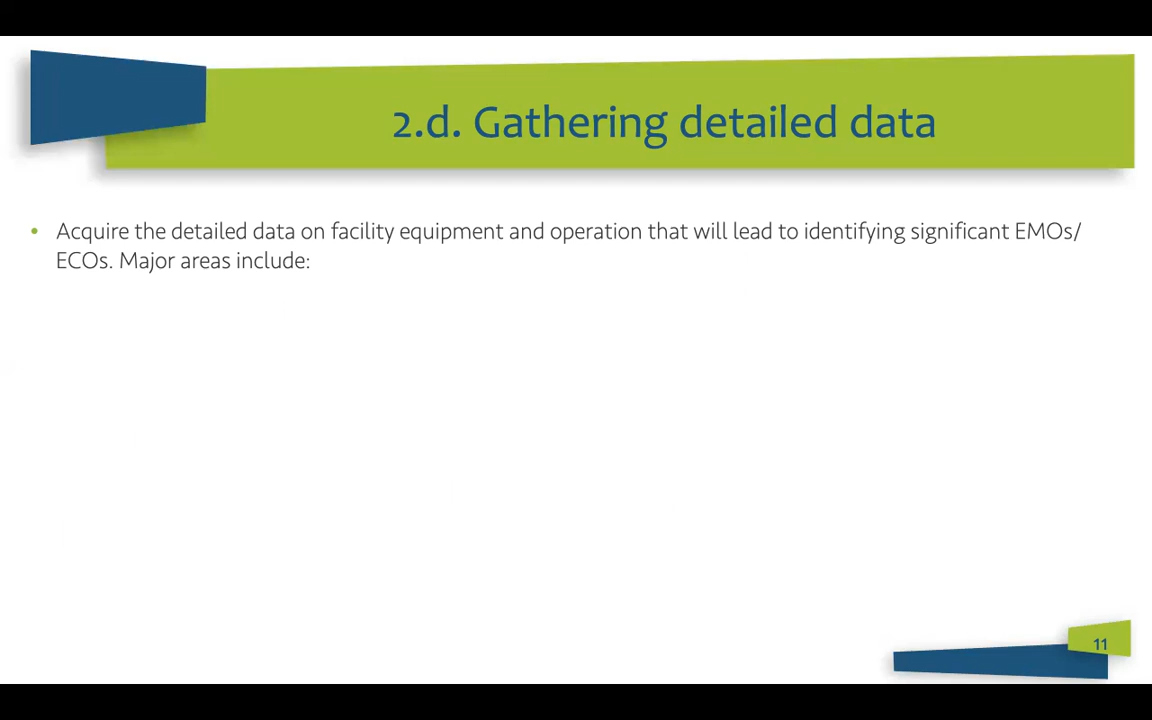 2.d. Gathering detailed data
• Acquire the detailed data on facility equipment and operation that will lead to identifying significant EMOs/
ECOs. Major areas include:
11